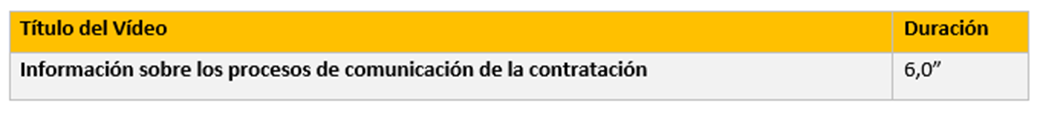 Título del Vídeo Duración
Información sobre los procesos de comunicación de la contratación 6,0”